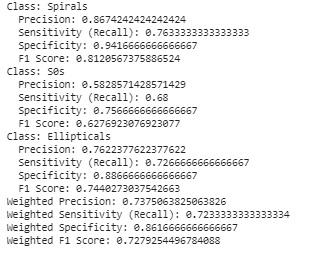 Class: Spirals
Precision: 0.8674242424242424
Sensitivity (Recall): 0.7633333333333333
Specificity: 0.9416666666666667
F1 Score: 0.8120567375886524
Class: S0s
Precision: 0.5828571428571429
Sensitivity (Recall): 0.68
Specificity: 0.7566666666666667
F1 Score: 0.6276923076923077
Class: Ellipticals
Precision: 0.7622377622377622
Sensitivity (Recall): 0.7266666666666667
Specificity: 0.8866666666666667
F1 Score: 0.7440273037542663
Weighted Precision: 0.7375063825063826
Weighted Sensitivity (Recall): 0.7233333333333334
Weighted Specificity: 0.8616666666666667
Weighted F1 Score: 0.7279254496784088